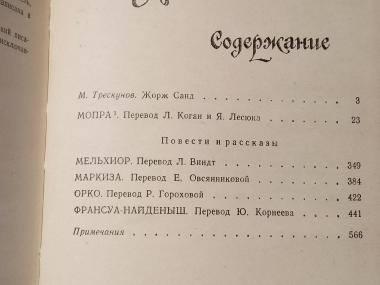 Содержание
М. Трескунов. Жорж Санд . . . . . . . . . . . . . . 3
МОПРА¹. Перевод Л. Коган и Я. Лесюка . . . . . . . 23
Повести и рассказы
МЕЛЬХИОР. Перевод Л. Виндт . . . . . . . . . . . . 349
МАРКИЗА. Перевод Е. Овсянниковой . . . . . . . . . 384
ОРКО. Перевод Р. Гороховой . . . . . . . . . . . . 422
ФРАНСУА-НАЙДЕНЫШ. Перевод Ю. Корнеева . . . . . 441
Примечания . . . . . . . . . . . . . . . . . . . . 566